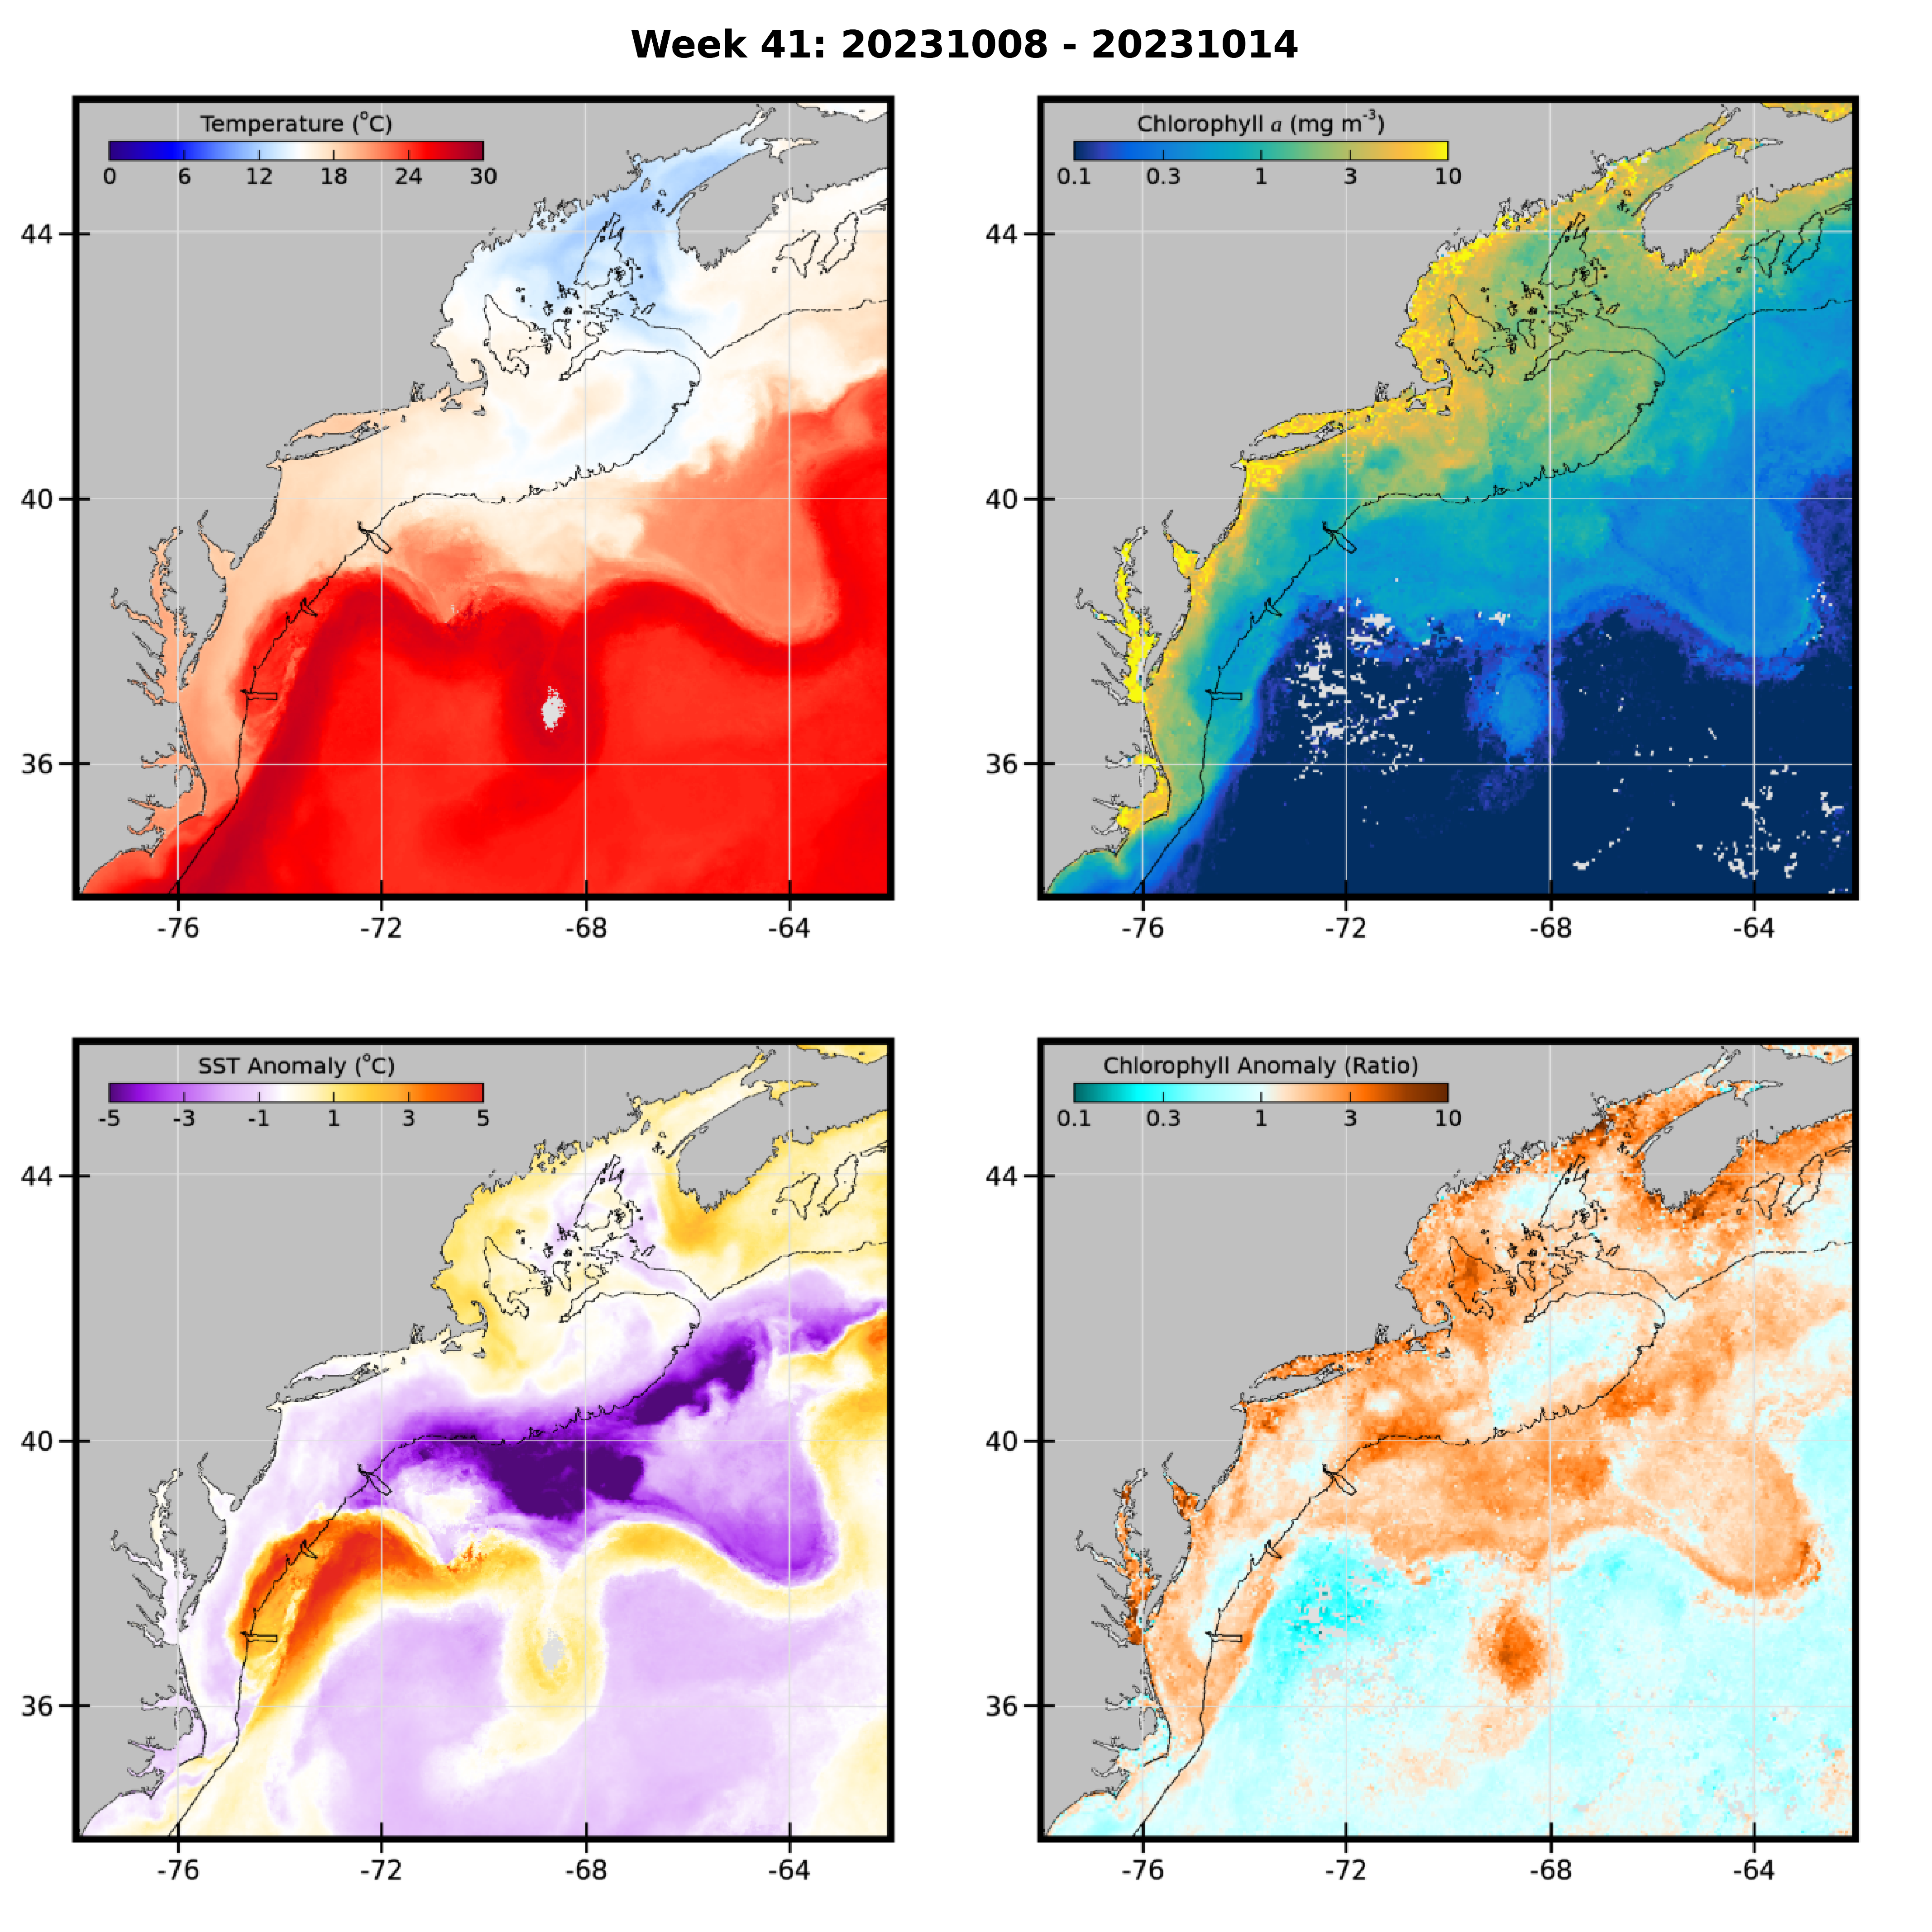 Week 41: 20231008 - 20231014
Temperature (°C)
0 6 12 18 24 30
44
40
36
-76 -72 -68 -64
Chlorophyll a (mg m⁻³)
0.1 0.3 1 3 10
44
40
36
-76 -72 -68 -64
SST Anomaly (°C)
-5 -3 -1 1 3 5
44
40
36
-76 -72 -68 -64
Chlorophyll Anomaly (Ratio)
0.1 0.3 1 3 10
44
40
36
-76 -72 -68 -64